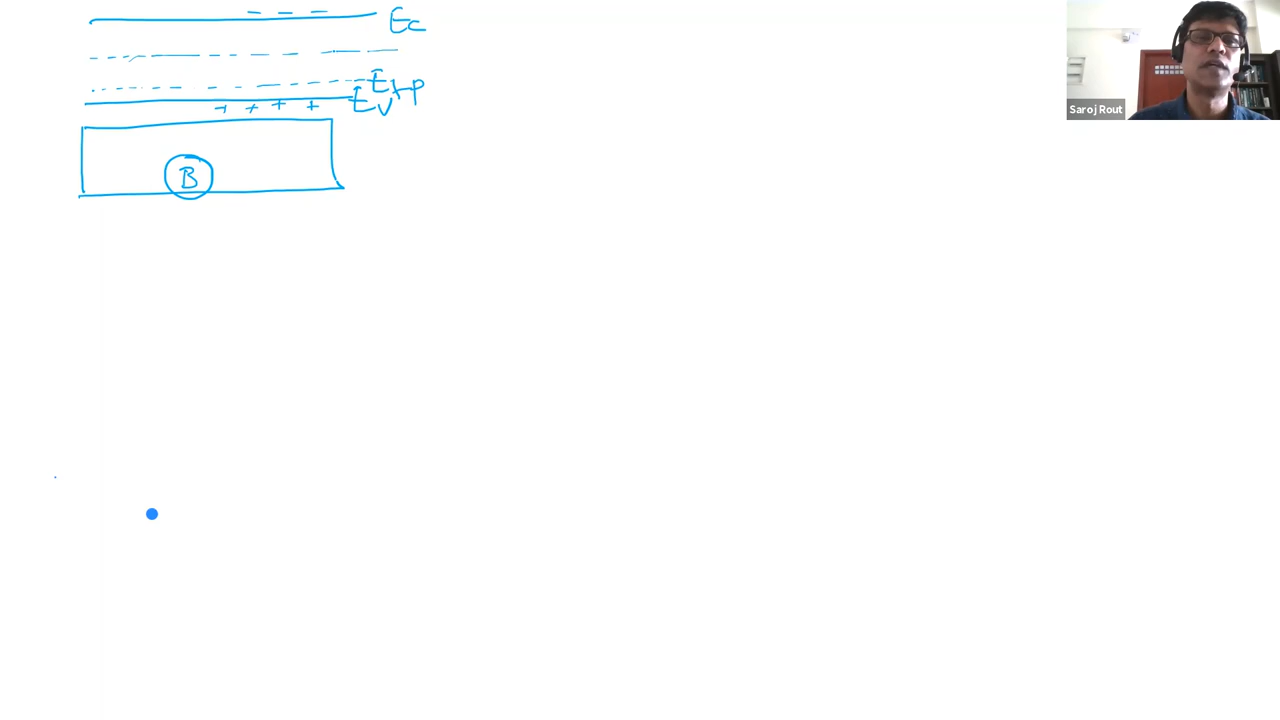 Ec
Efp
Ev
+ + + +
B
Saroj Rout